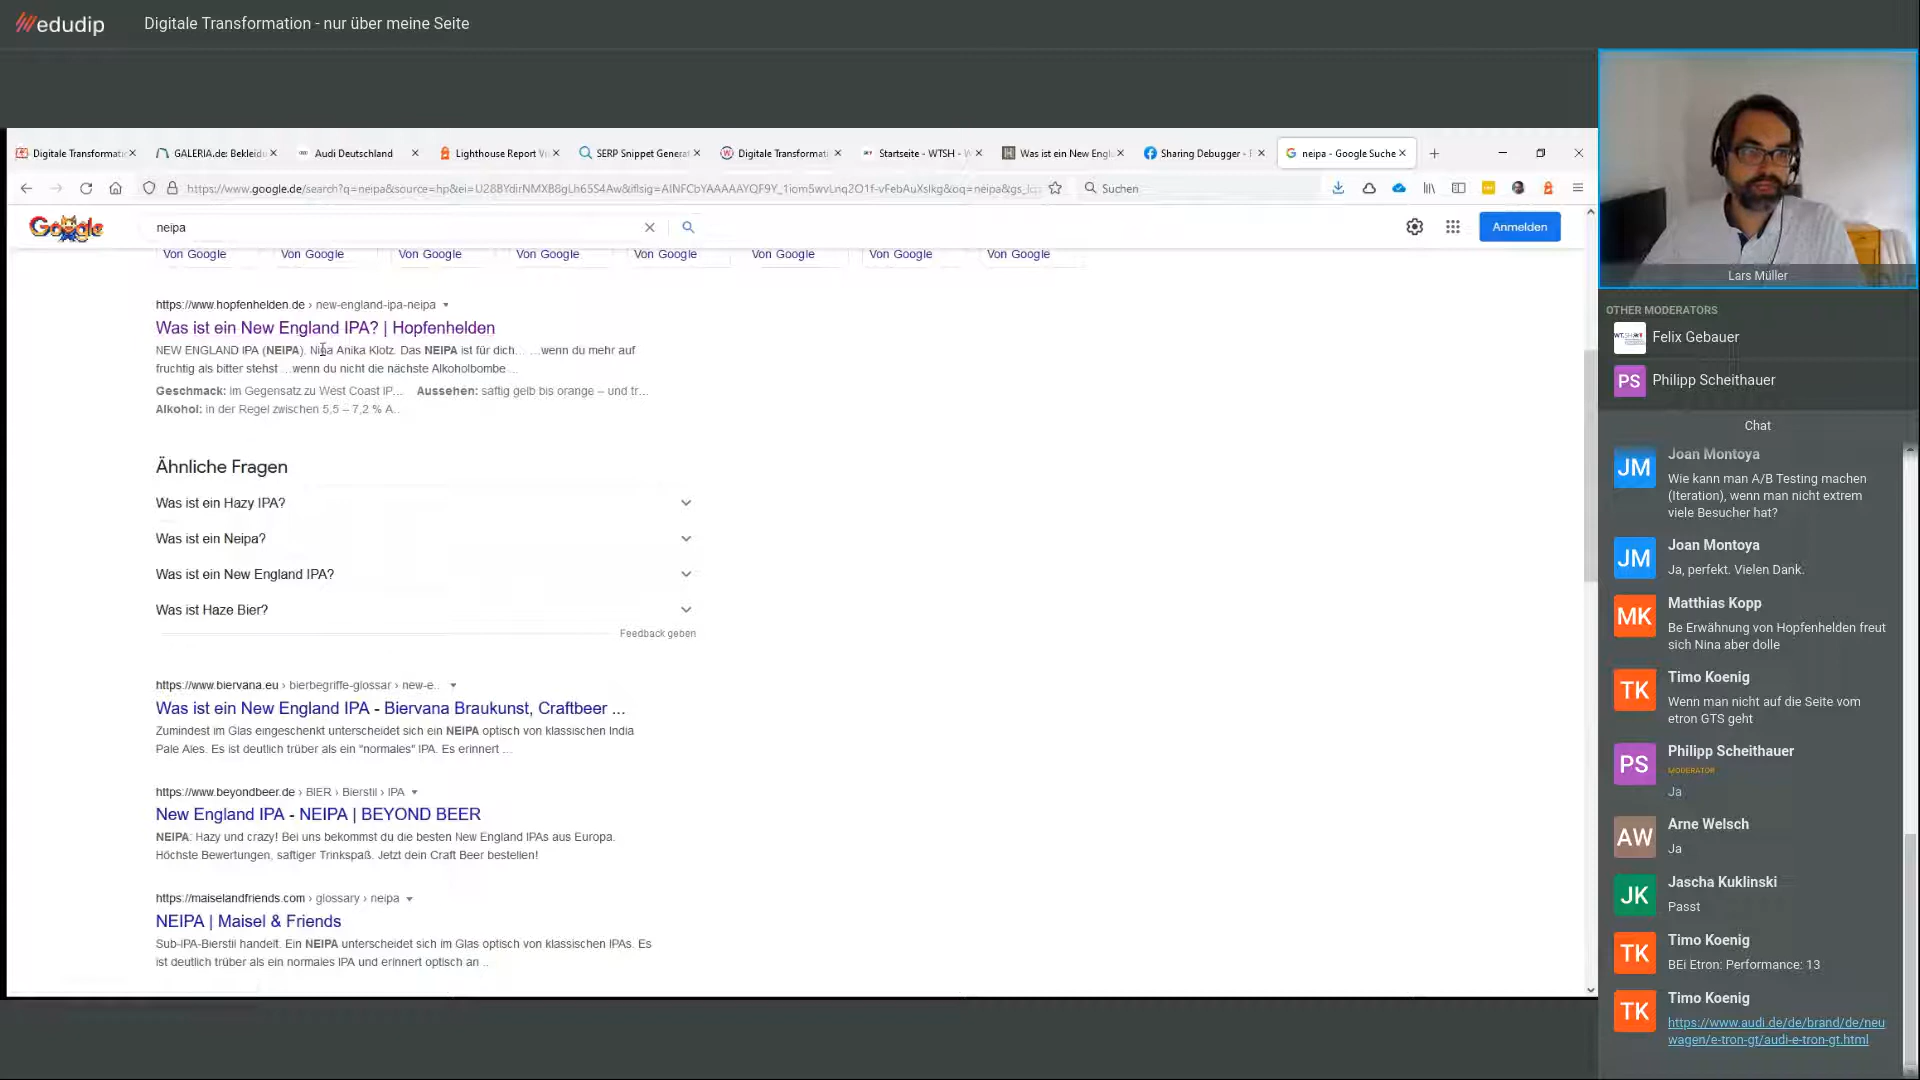 edudip
Digitale Transformation - nur über meine Seite
Digitale Transformati
GALERIA.de: Bekleidu
Audi Deutschland
Lighthouse Report Vi
SERP Snippet Generat
Digitale Transformati
Startseite - WTSH - W
Was ist ein New Engl
Sharing Debugger - F
neipa - Google Suche
Suchen
Google
neipa
Anmelden
Von Google
Von Google
Von Google
Von Google
Von Google
Von Google
Von Google
Von Google
https://www.hopfenhelden.de › new-england-ipa-neipa
Was ist ein New England IPA? | Hopfenhelden
NEW ENGLAND IPA (NEIPA). Nina Anika Klotz. Das NEIPA ist für dich… …wenn du mehr auf
fruchtig als bitter stehst …wenn du nicht die nächste Alkoholbombe ...
Geschmack: im Gegensatz zu West Coast IP... Aussehen: saftig gelb bis orange – und tr...
Alkohol: in der Regel zwischen 5,5 – 7,2 % A...
Ähnliche Fragen
Was ist ein Hazy IPA?
Was ist ein Neipa?
Was ist ein New England IPA?
Was ist Haze Bier?
Feedback geben
https://www.biervana.eu › bierbegriffe-glossar › new-e...
Was ist ein New England IPA - Biervana Braukunst, Craftbeer ...
Zumindest im Glas eingeschenkt unterscheidet sich ein NEIPA optisch von klassischen India
Pale Ales. Es ist deutlich trüber als ein "normales" IPA. Es erinnert ...
https://www.beyondbeer.de › BIER › Bierstil › IPA
New England IPA - NEIPA | BEYOND BEER
NEIPA: Hazy und crazy! Bei uns bekommst du die besten New England IPAs aus Europa.
Höchste Bewertungen, saftiger Trinkspaß. Jetzt dein Craft Beer bestellen!
https://maiselandfriends.com › glossary › neipa
NEIPA | Maisel & Friends
Sub-IPA-Bierstil handelt. Ein NEIPA unterscheidet sich im Glas optisch von klassischen IPAs. Es
ist deutlich trüber als ein normales IPA und erinnert optisch an ...
Lars Müller
OTHER MODERATORS
Felix Gebauer
PS
Philipp Scheithauer
Chat
JM
Joan Montoya
Wie kann man A/B Testing machen
(Iteration), wenn man nicht extrem
viele Besucher hat?
JM
Joan Montoya
Ja, perfekt. Vielen Dank.
MK
Matthias Kopp
Be Erwähnung von Hopfenhelden freut
sich Nina aber dolle
TK
Timo Koenig
Wenn man nicht auf die Seite vom
etron GTS geht
PS
Philipp Scheithauer
MODERATOR
Ja
AW
Arne Welsch
Ja
JK
Jascha Kuklinski
Passt
TK
Timo Koenig
BEi Etron: Performance: 13
TK
Timo Koenig
https://www.audi.de/de/brand/de/neu
wagen/e-tron-gt/audi-e-tron-gt.html